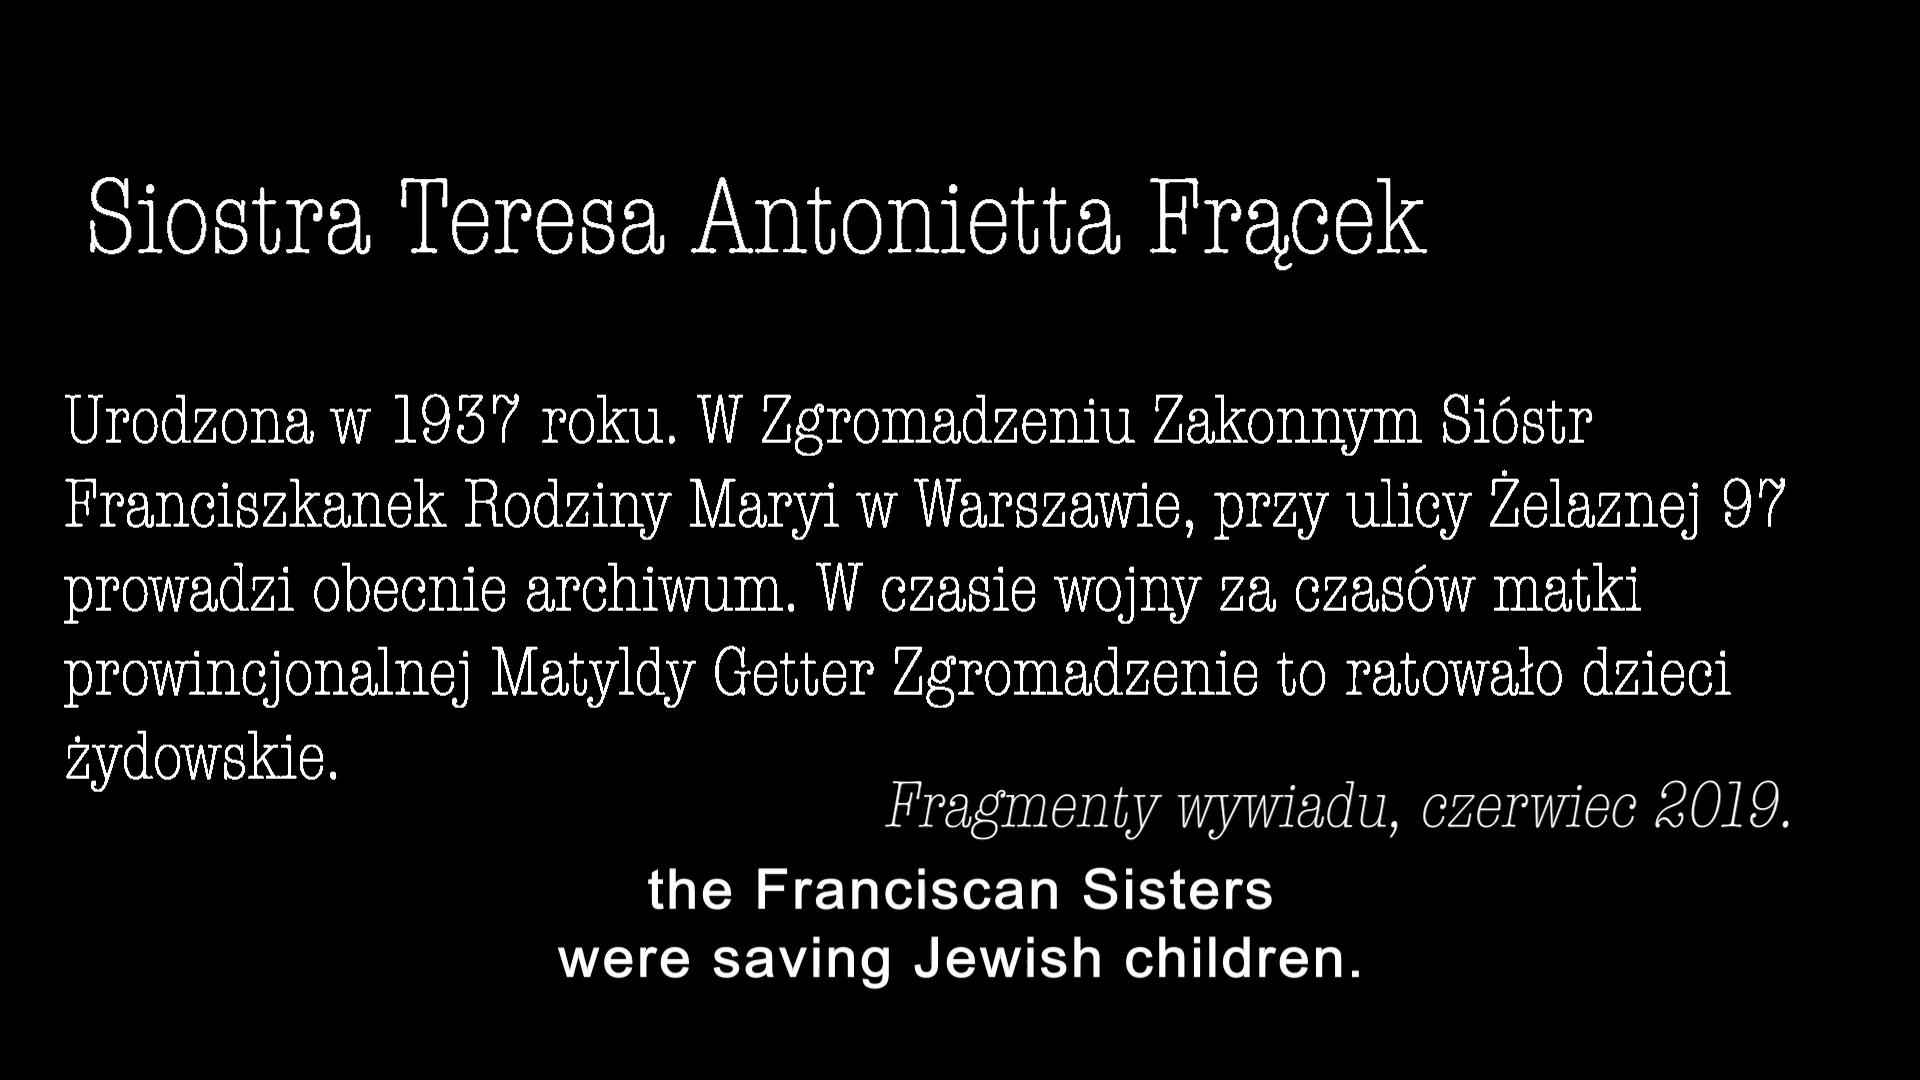 Siostra Teresa Antonietta Frącek
Urodzona w 1937 roku. W Zgromadzeniu Zakonnym Sióstr
Franciszkanek Rodziny Maryi w Warszawie, przy ulicy Żelaznej 97
prowadzi obecnie archiwum. W czasie wojny za czasów matki
prowincjonalnej Matyldy Getter Zgromadzenie to ratowało dzieci
żydowskie.
Fragmenty wywiadu, czerwiec 2019.
the Franciscan Sisters
were saving Jewish children.